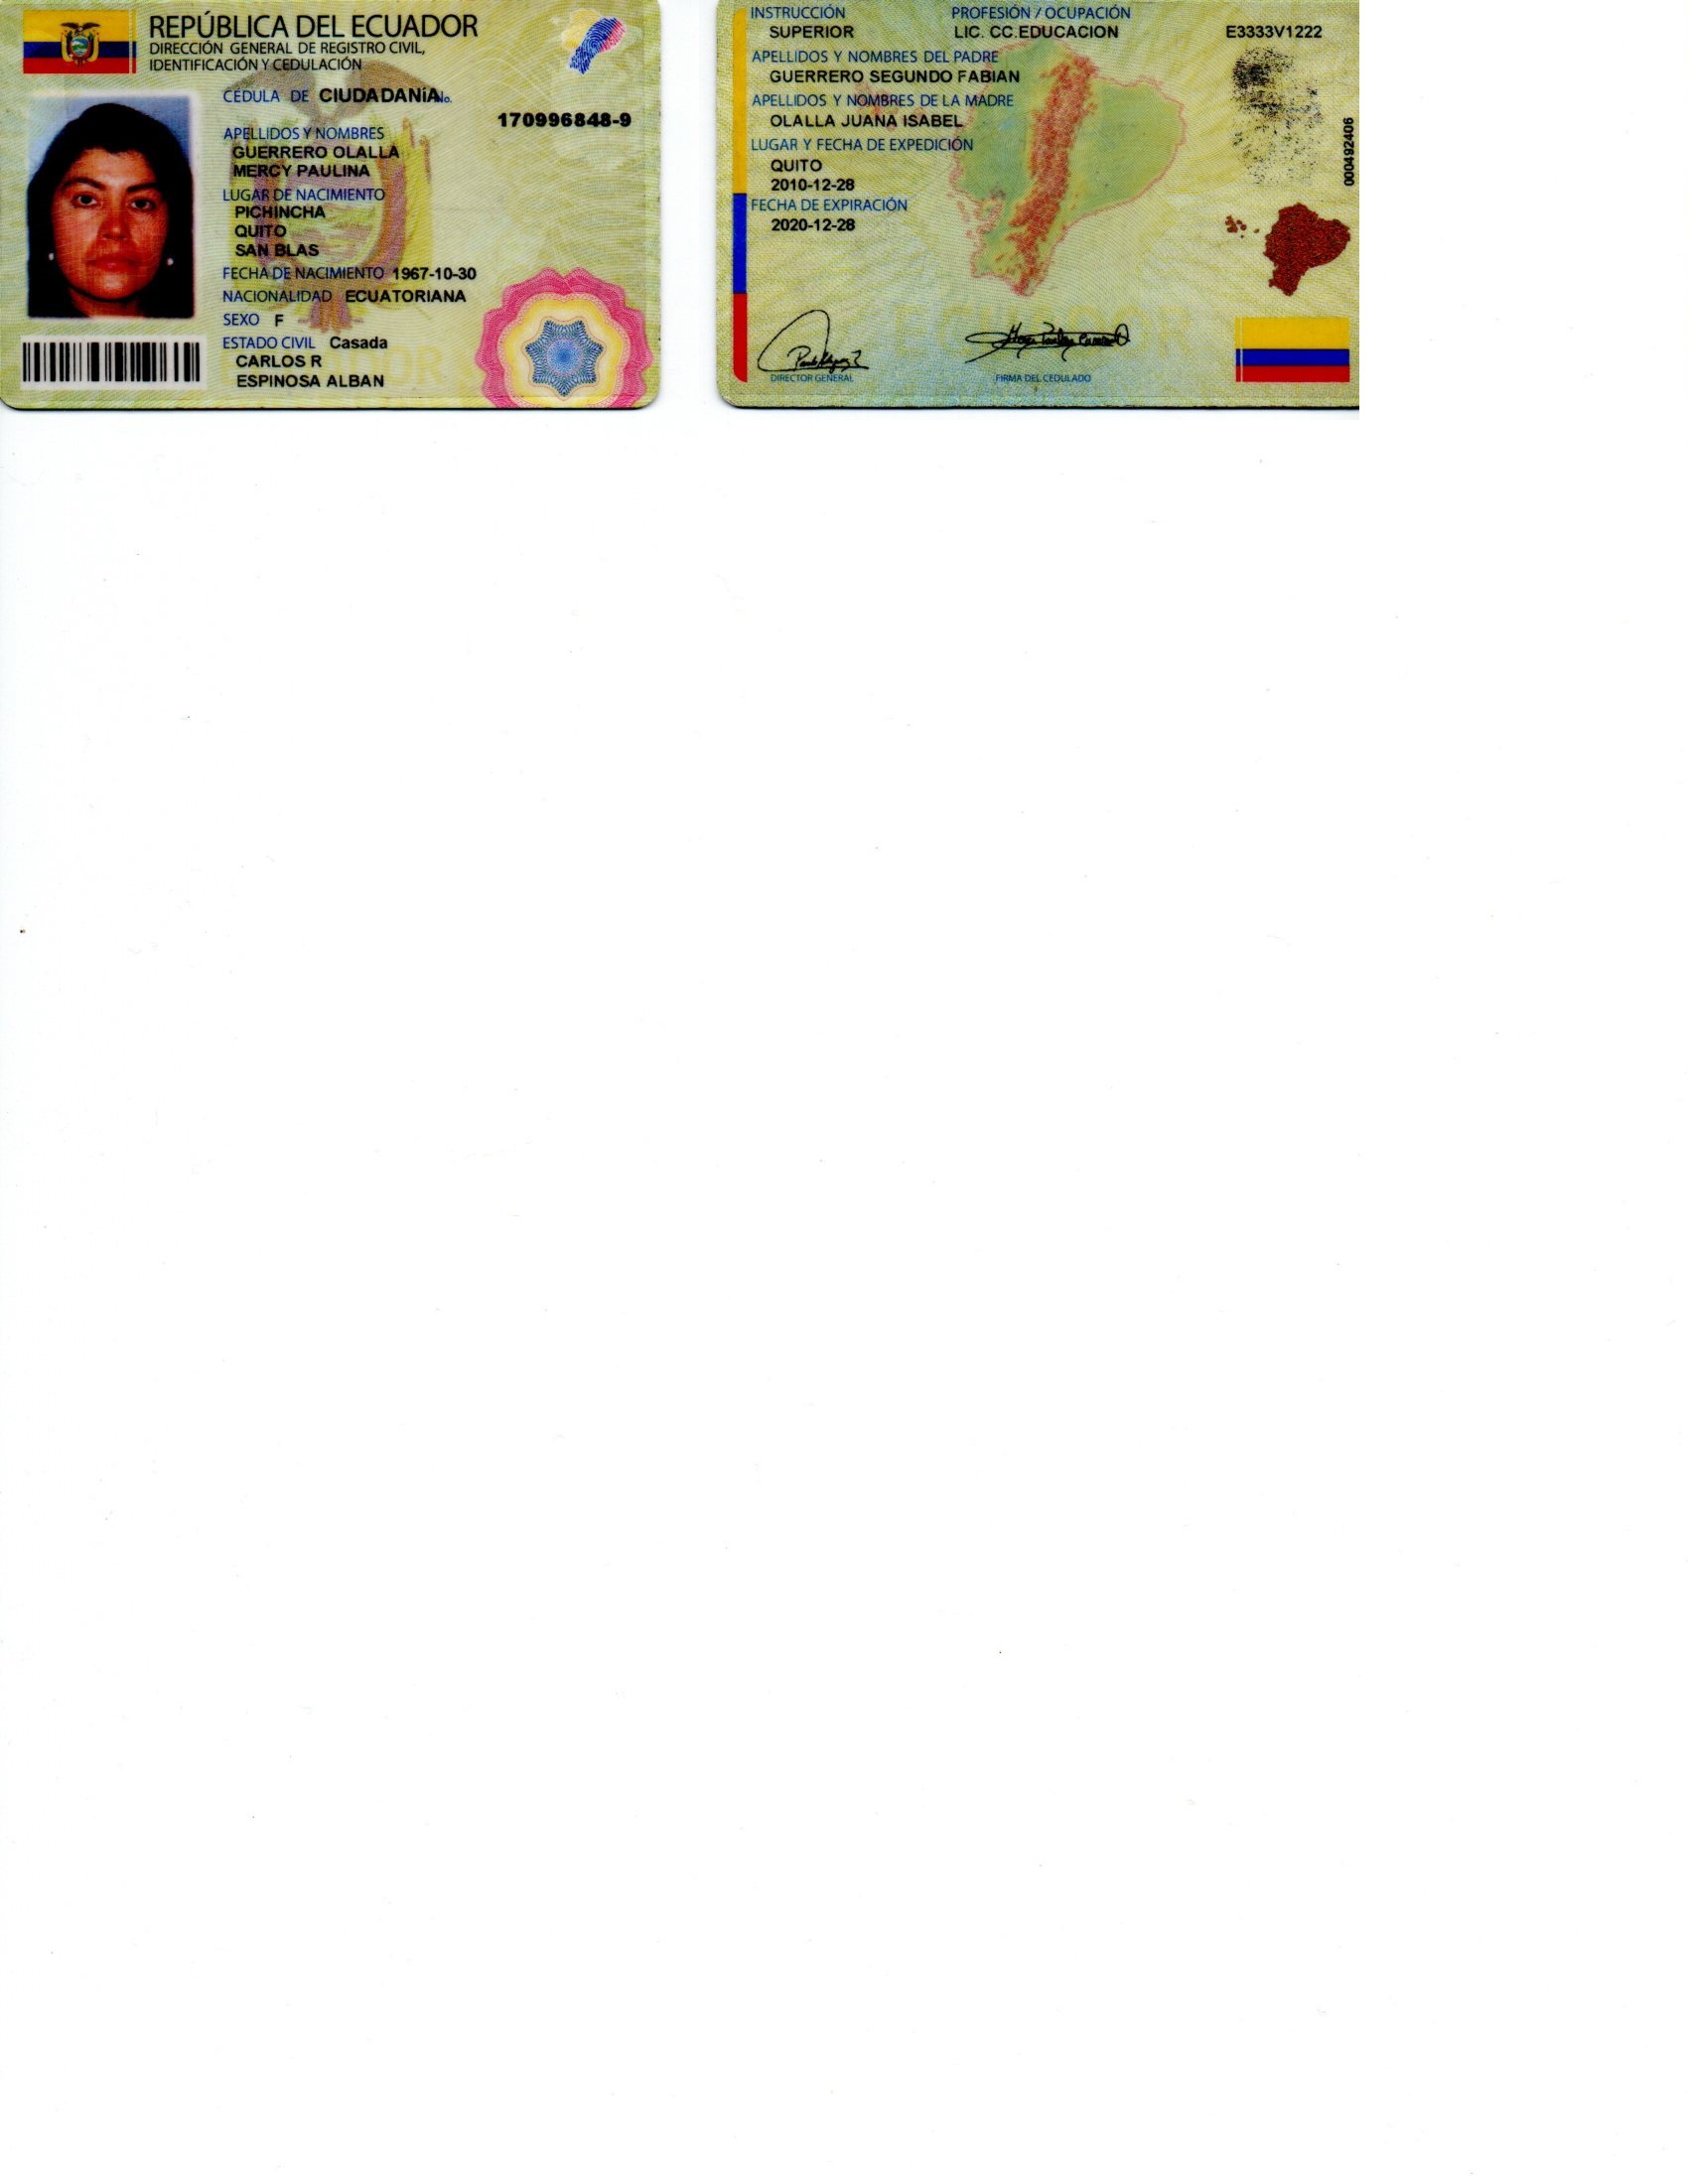 REPÚBLICA DEL ECUADOR
DIRECCIÓN GENERAL DE REGISTRO CIVIL,
IDENTIFICACIÓN Y CEDULACIÓN
CÉDULA DE CIUDADANÍA No.
170996848-9
APELLIDOS Y NOMBRES
GUERRERO OLALLA
MERCY PAULINA
LUGAR DE NACIMIENTO
PICHINCHA
QUITO
SAN BLAS
FECHA DE NACIMIENTO 1967-10-30
NACIONALIDAD ECUATORIANA
SEXO F
ESTADO CIVIL Casada
CARLOS R
ESPINOSA ALBAN
INSTRUCCIÓN PROFESIÓN / OCUPACIÓN
SUPERIOR LIC. CC.EDUCACION E3333V1222
APELLIDOS Y NOMBRES DEL PADRE
GUERRERO SEGUNDO FABIAN
APELLIDOS Y NOMBRES DE LA MADRE
OLALLA JUANA ISABEL
LUGAR Y FECHA DE EXPEDICIÓN
QUITO
2010-12-28
FECHA DE EXPIRACIÓN
2020-12-28
000492406
DIRECTOR GENERAL FIRMA DEL CEDULADO